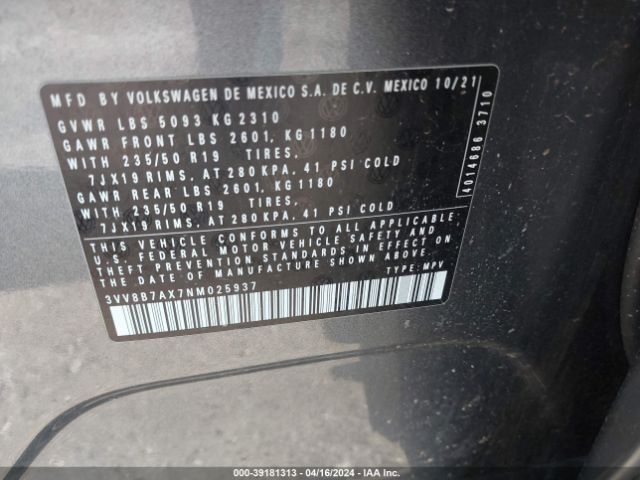 MFD BY VOLKSWAGEN DE MEXICO S.A. DE C.V. MEXICO 10/21
GVWR LBS 5093 KG 2310
GAWR FRONT LBS 2601, KG 1180
WITH 235/50 R19 TIRES,
7JX19 RIMS, AT 280 KPA, 41 PSI COLD
GAWR REAR LBS 2601, KG 1180
WITH 235/50 R19 TIRES,
7JX19 RIMS, AT 280 KPA, 41 PSI COLD
THIS VEHICLE CONFORMS TO ALL APPLICABLE
U.S. FEDERAL MOTOR VEHICLE SAFETY AND
THEFT PREVENTION STANDARDS IN EFFECT ON
THE DATE OF MANUFACTURE SHOWN ABOVE.
3VV8B7AX7NM025937 TYPE: MPV
4014686 3710
000-39181313 - 04/16/2024 - IAA Inc.